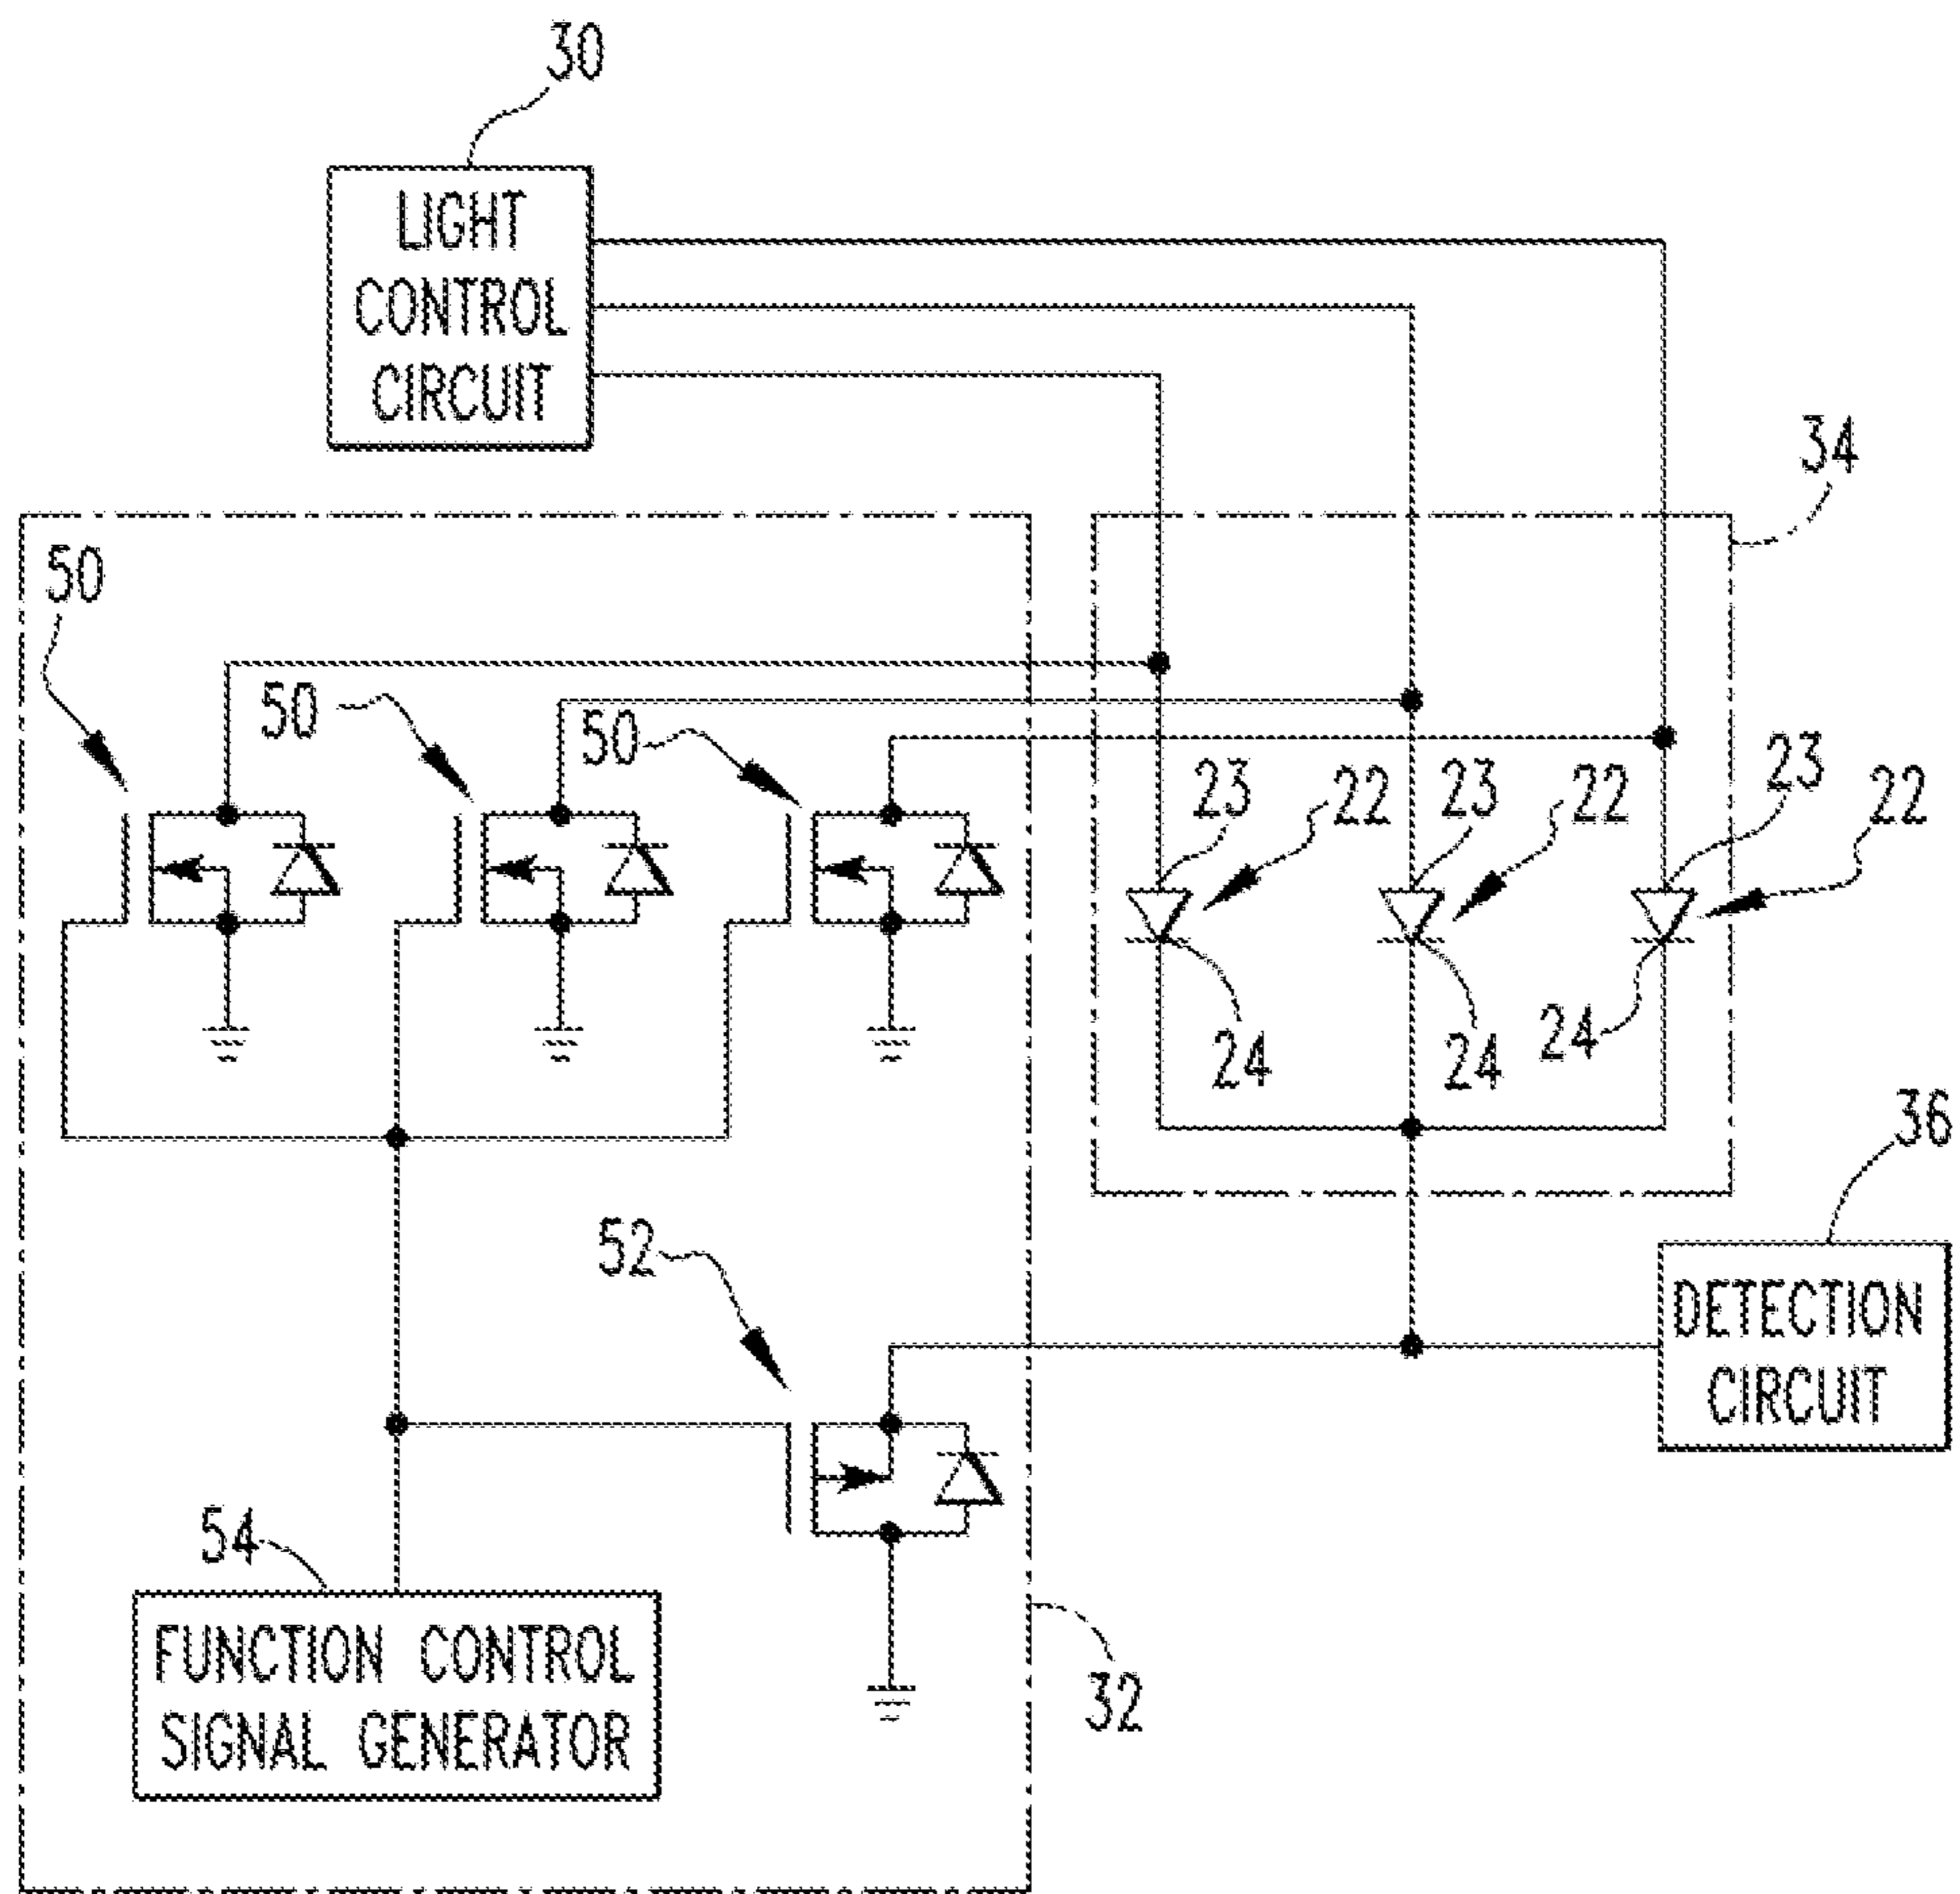 30
LIGHT
CONTROL
CIRCUIT
34
50
50
50
23
22
23
22
23
22
24
24
24
36
52
DETECTION
CIRCUIT
54
FUNCTION CONTROL
SIGNAL GENERATOR
32